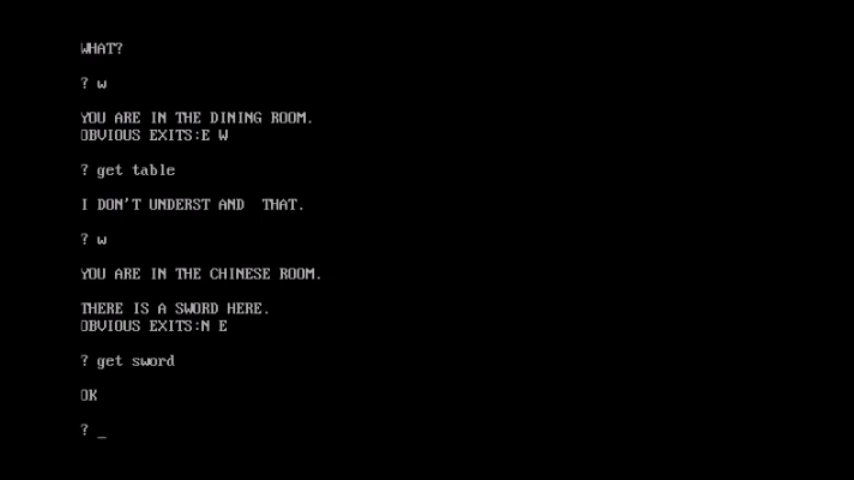 WHAT?
? w
YOU ARE IN THE DINING ROOM.
OBVIOUS EXITS:E W
? get table
I DON'T UNDERST AND  THAT.
? w
YOU ARE IN THE CHINESE ROOM.
THERE IS A SWORD HERE.
OBVIOUS EXITS:N E
? get sword
OK
? _